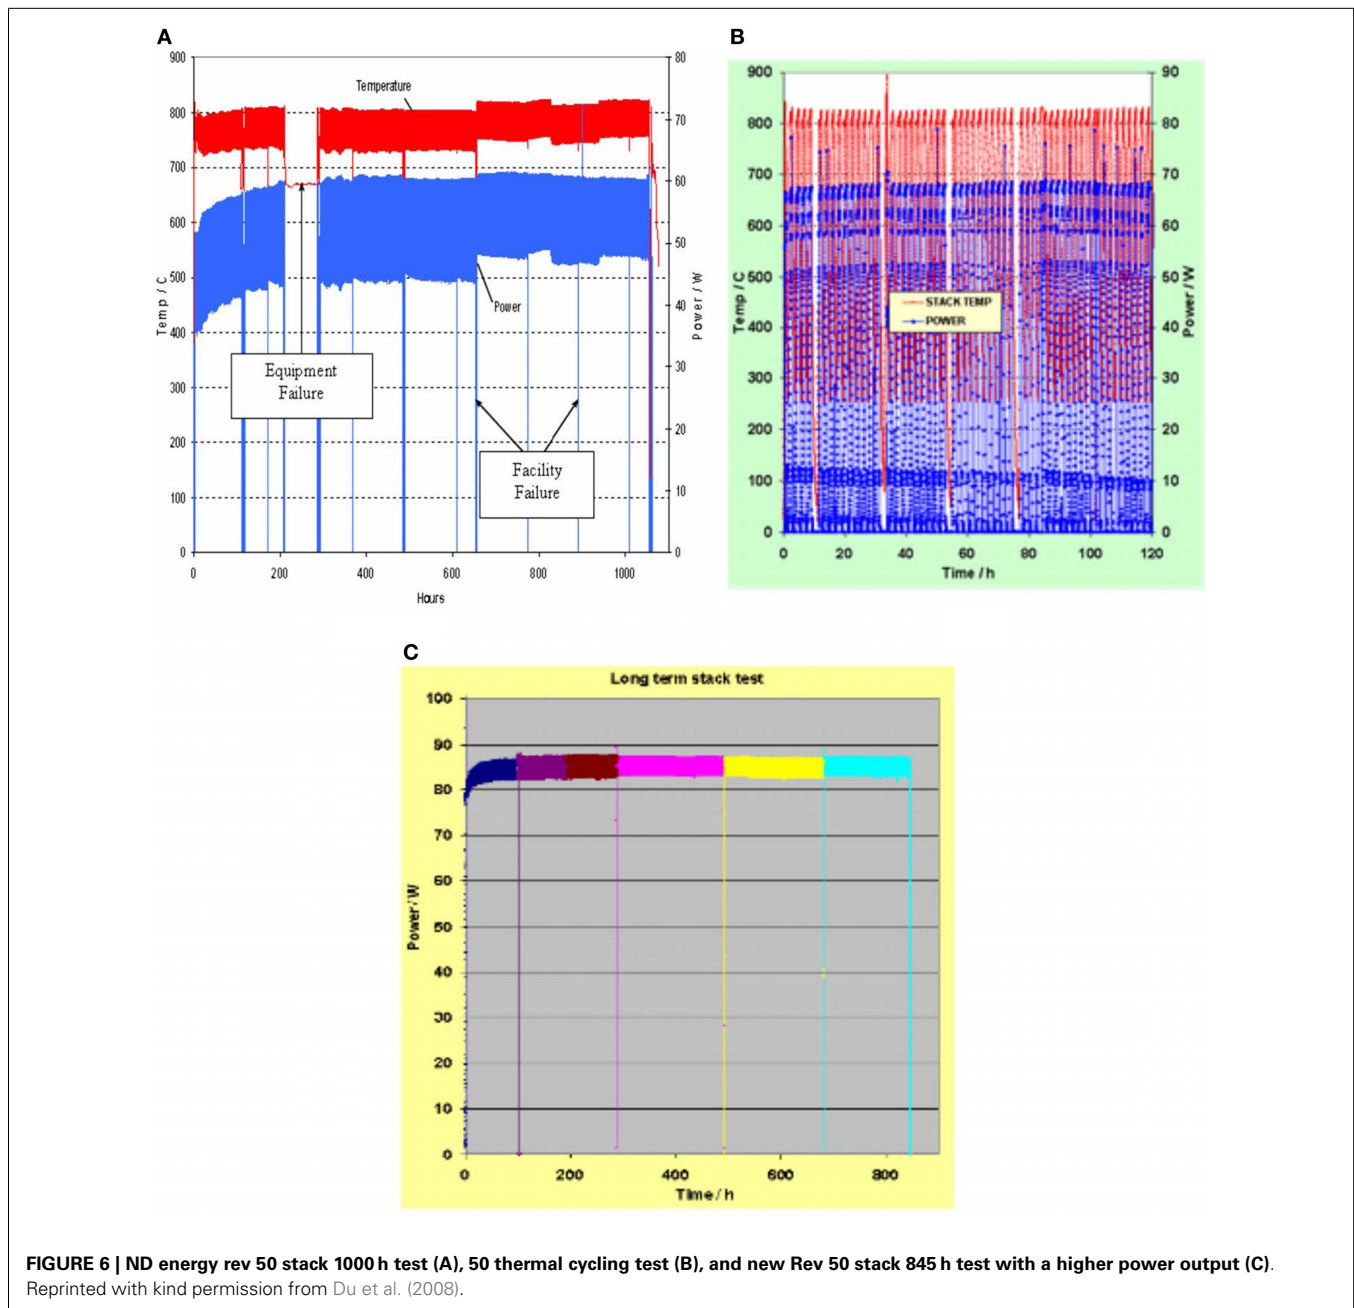 A
900
800
700
600
500
400
300
200
100
0
Temp / C
80
70
60
50
40
30
20
10
0
Power / W
Temperature
Power
Equipment
Failure
Facility
Failure
0 200 400 600 800 1000
Hours
B
900
800
700
600
500
400
300
200
100
0
Temp / C
90
80
70
60
50
40
30
20
10
0
Power / W
STACK TEMP
POWER
0 20 40 60 80 100 120
Time / h
C
Long term stack test
100
90
80
70
60
50
40
30
20
10
0
Power / W
0 200 400 600 800
Time / h
FIGURE 6 | ND energy rev 50 stack 1000 h test (A), 50 thermal cycling test (B), and new Rev 50 stack 845 h test with a higher power output (C).
Reprinted with kind permission from Du et al. (2008).